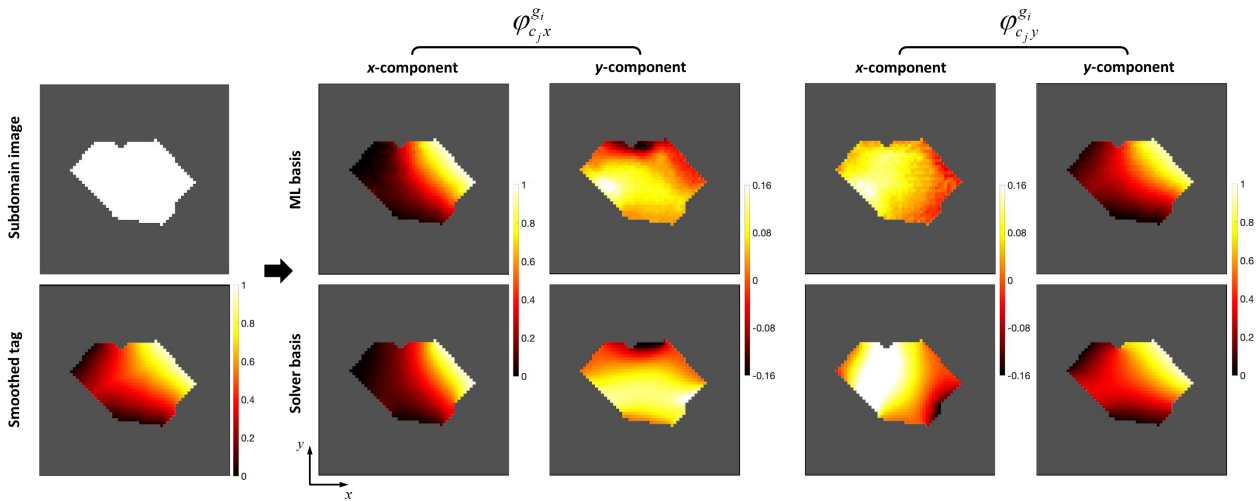 φ^{g_i}_{c_j x}
φ^{g_i}_{c_j y}
x-component
y-component
x-component
y-component
Subdomain image
ML basis
1
0.8
0.6
0.4
0.2
0
0.16
0.08
0
-0.08
-0.16
0.16
0.08
0
-0.08
-0.16
1
0.8
0.6
0.4
0.2
0
Smoothed tag
1
0.8
0.6
0.4
0.2
0
Solver basis
y
x